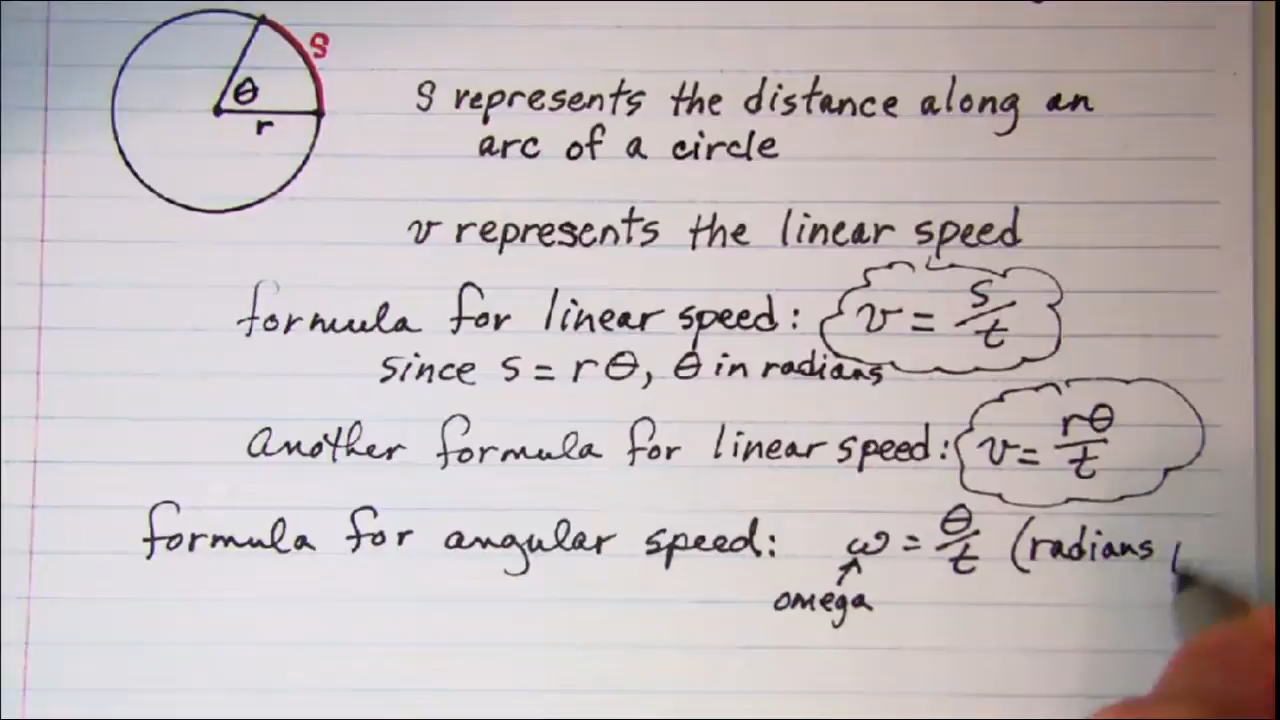 S
θ
r
S represents the distance along an
arc of a circle
v represents the linear speed
formula for linear speed: v = s/t
since s = rθ, θ in radians
another formula for linear speed: v = rθ/t
formula for angular speed: ω = θ/t (radians
omega